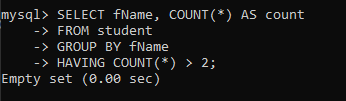 mysql> SELECT fName, COUNT(*) AS count
    -> FROM student
    -> GROUP BY fName
    -> HAVING COUNT(*) > 2;
Empty set (0.00 sec)